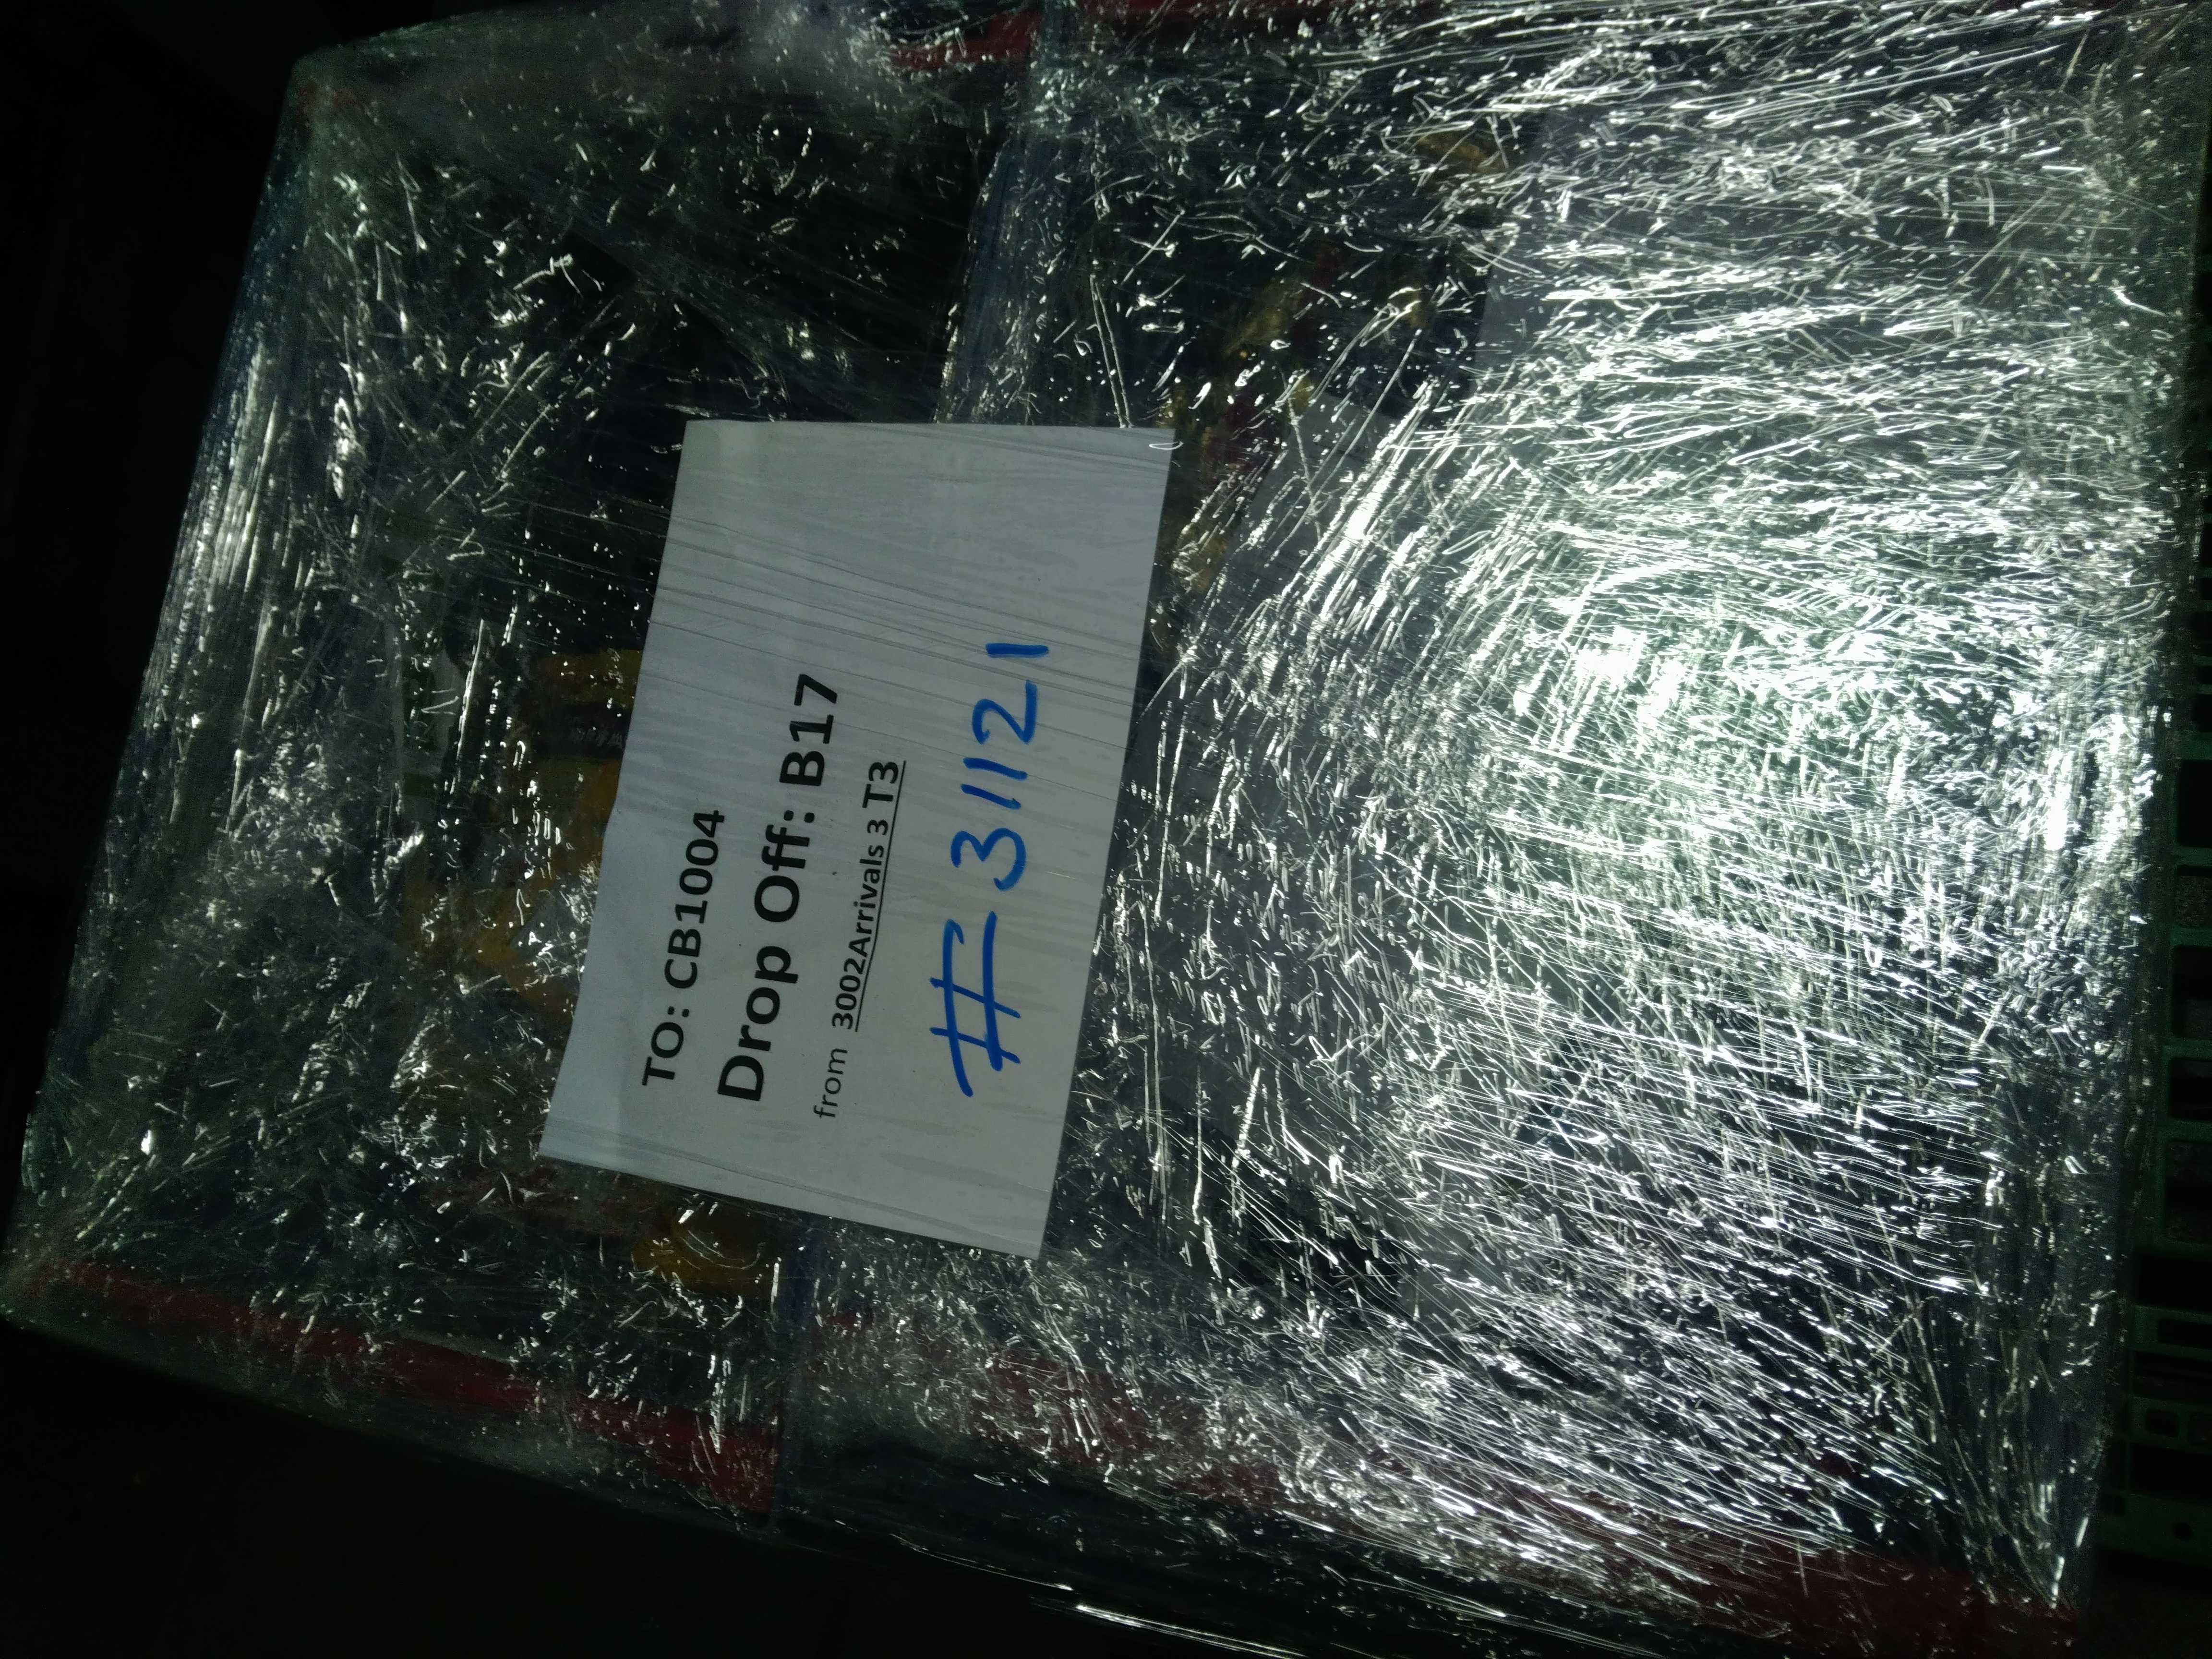 TO: CB1004
Drop Off: B17
from 3002Arrivals 3 T3
#31121